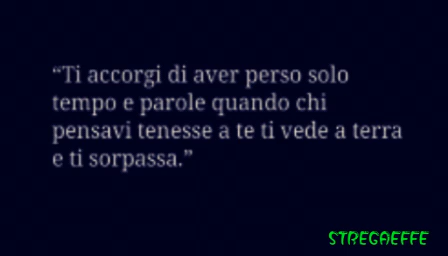 “Ti accorgi di aver perso solo
tempo e parole quando chi
pensavi tenesse a te ti vede a terra
e ti sorpassa.”
STREGAEFFE